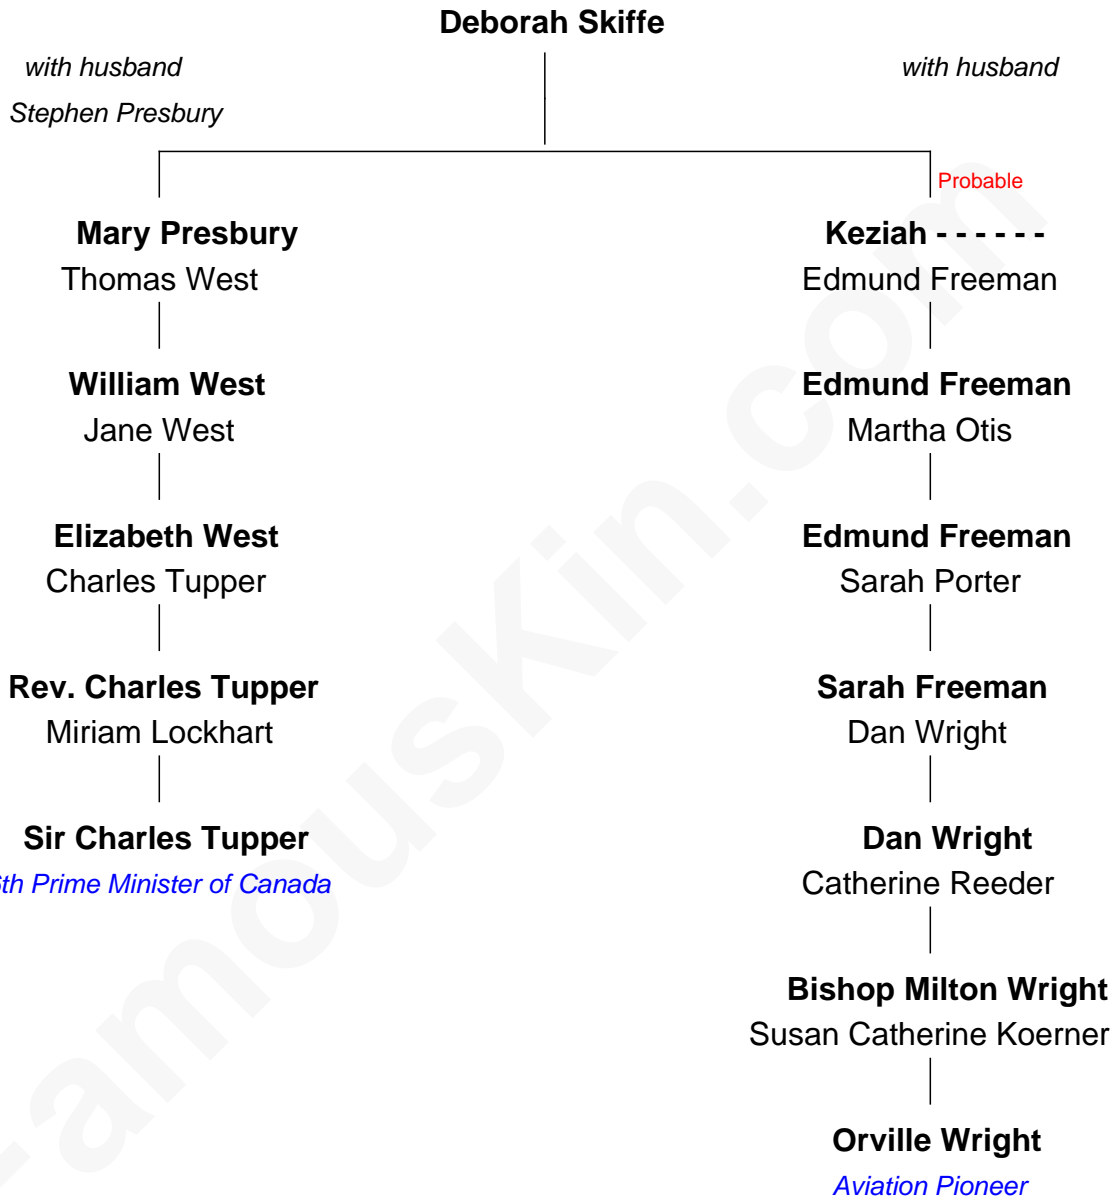 Deborah Skiffe
with husband
Stephen Presbury
with husband
Probable
Mary Presbury
Thomas West
William West
Jane West
Elizabeth West
Charles Tupper
Rev. Charles Tupper
Miriam Lockhart
Sir Charles Tupper
6th Prime Minister of Canada
Keziah - - - - - -
Edmund Freeman
Edmund Freeman
Martha Otis
Edmund Freeman
Sarah Porter
Sarah Freeman
Dan Wright
Dan Wright
Catherine Reeder
Bishop Milton Wright
Susan Catherine Koerner
Orville Wright
Aviation Pioneer
FamousKin.com